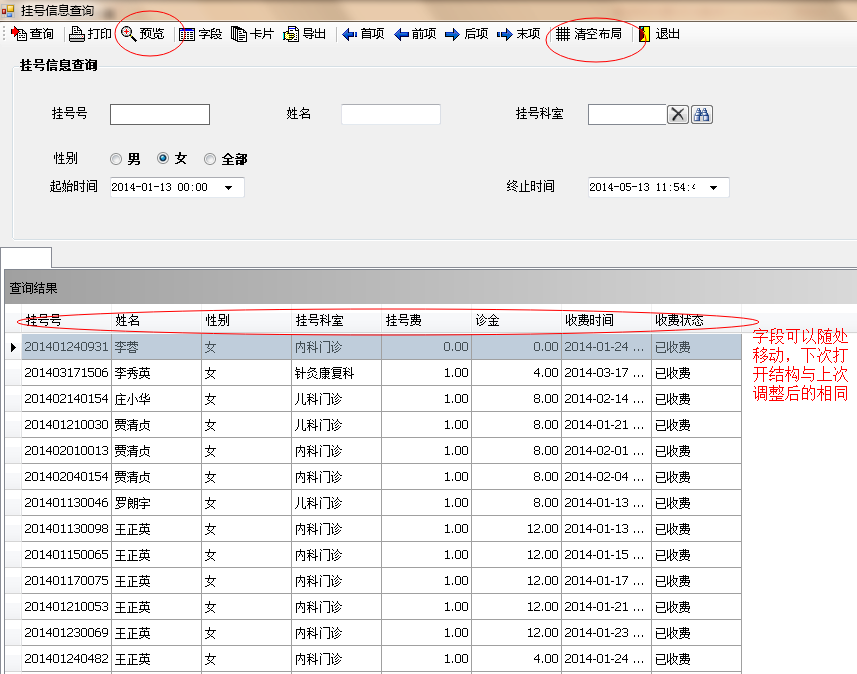 挂号信息查询
查询 打印 预览 字段 卡片 导出 首项 前项 后项 末项 清空布局 退出
挂号信息查询
挂号号 姓名 挂号科室
性别 男 女 全部
起始时间 2014-01-13 00:00 终止时间 2014-05-13 11:54:
查询结果
挂号号 姓名 性别 挂号科室 挂号费 诊金 收费时间 收费状态
字段可以随处
移动，下次打
开结构与上次
调整后的相同
201401240931 李蓉 女 内科门诊 0.00 0.00 2014-01-24 ... 已收费
201403171506 李秀英 女 针灸康复科 1.00 4.00 2014-03-17 ... 已收费
201402140154 庄小华 女 儿科门诊 1.00 8.00 2014-02-14 ... 已收费
201401210030 贾清贞 女 儿科门诊 1.00 8.00 2014-01-21 ... 已收费
201402010013 贾清贞 女 内科门诊 1.00 8.00 2014-02-01 ... 已收费
201402040154 贾清贞 女 内科门诊 1.00 8.00 2014-02-04 ... 已收费
201401130046 罗朗宇 女 儿科门诊 1.00 8.00 2014-01-13 ... 已收费
201401130098 王正英 女 内科门诊 1.00 12.00 2014-01-13 ... 已收费
201401150065 王正英 女 内科门诊 1.00 12.00 2014-01-15 ... 已收费
201401170075 王正英 女 内科门诊 1.00 12.00 2014-01-17 ... 已收费
201401210053 王正英 女 内科门诊 1.00 12.00 2014-01-21 ... 已收费
201401230069 王正英 女 内科门诊 1.00 12.00 2014-01-23 ... 已收费
201401240482 王正英 女 内科门诊 1.00 4.00 2014-01-24 ... 已收费